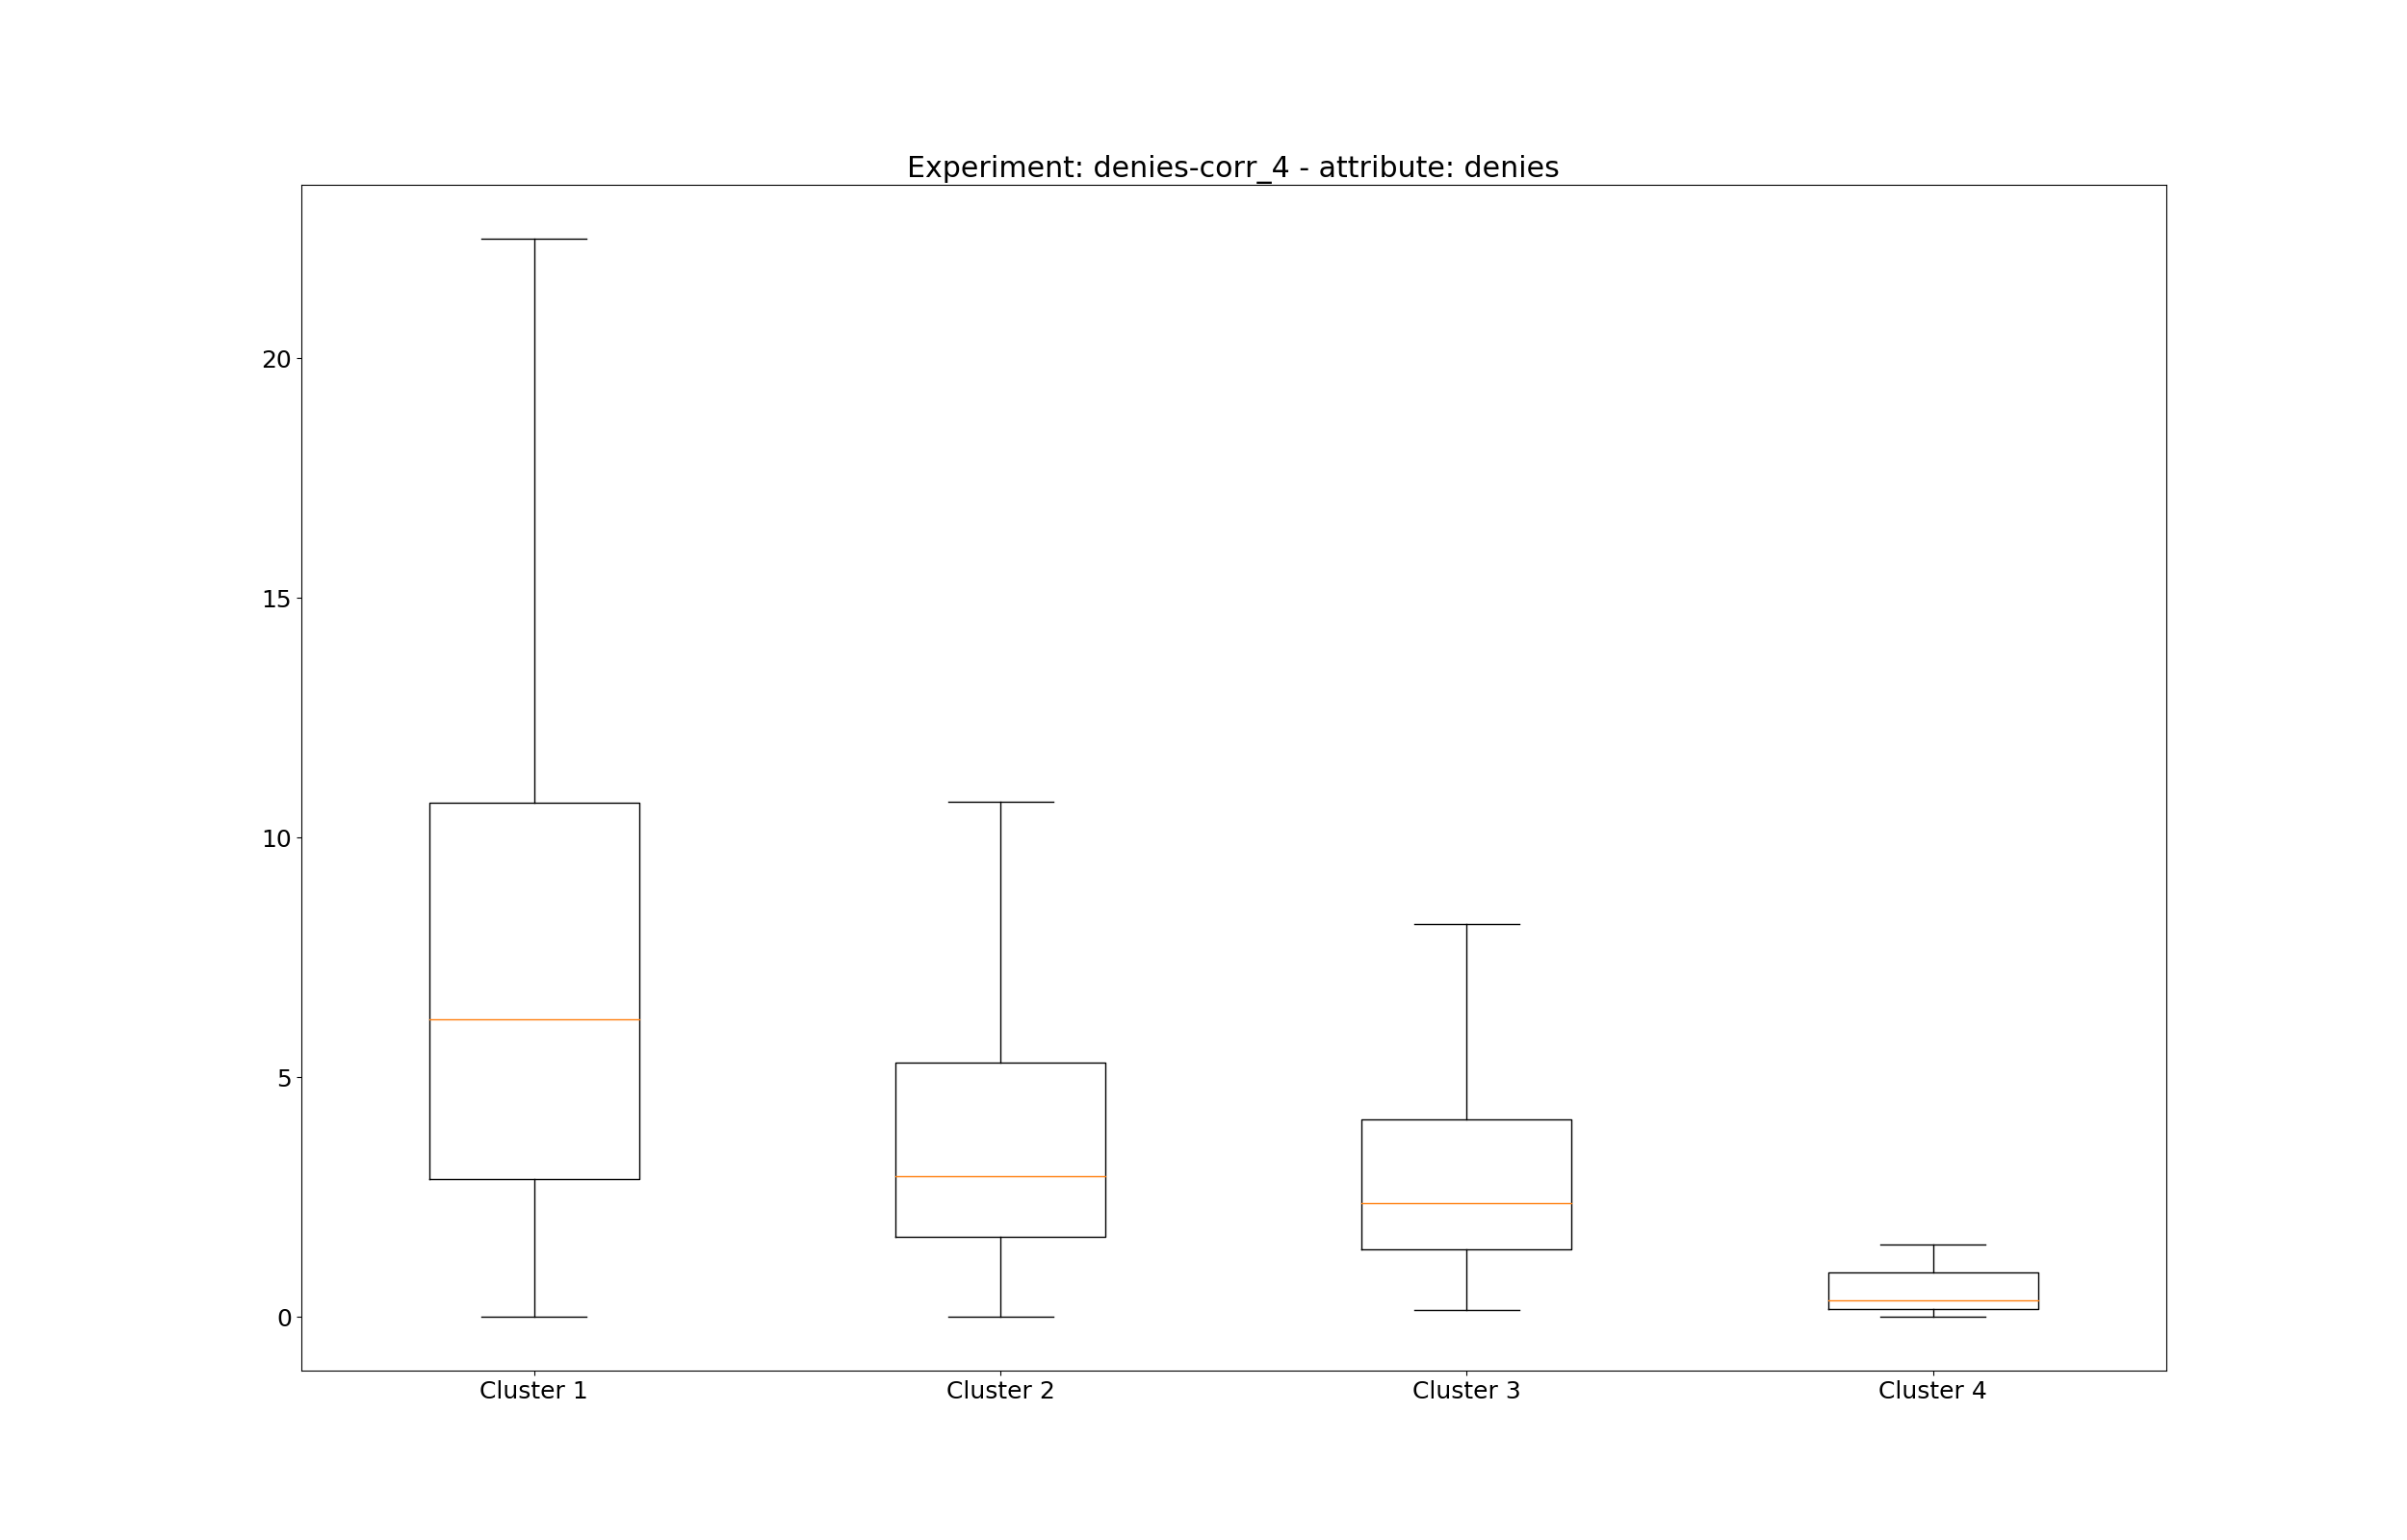 Experiment: denies-corr_4 - attribute: denies
20
15
10
5
0
Cluster 1
Cluster 2
Cluster 3
Cluster 4